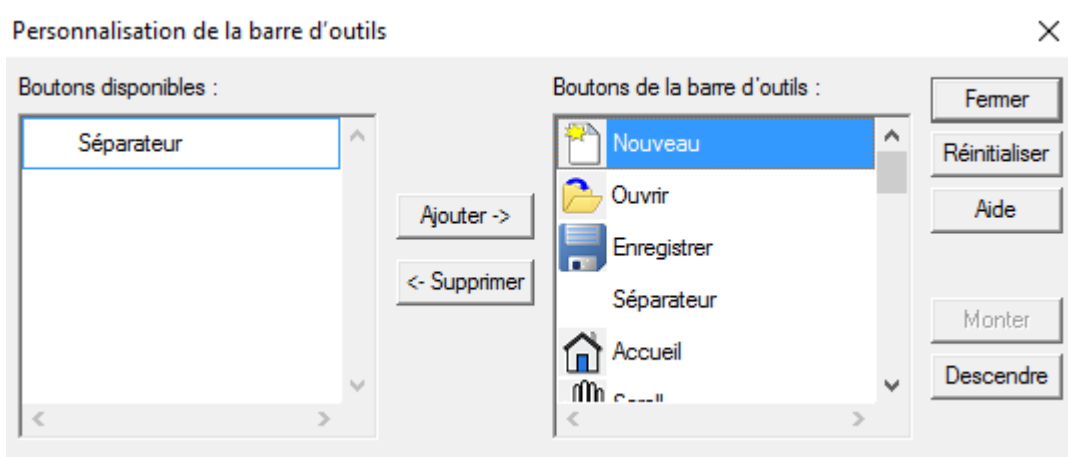 Personnalisation de la barre d'outils
Boutons disponibles :
Séparateur
Ajouter ->
<- Supprimer
Boutons de la barre d'outils :
Nouveau
Ouvrir
Enregistrer
Séparateur
Accueil
Fermer
Réinitialiser
Aide
Monter
Descendre